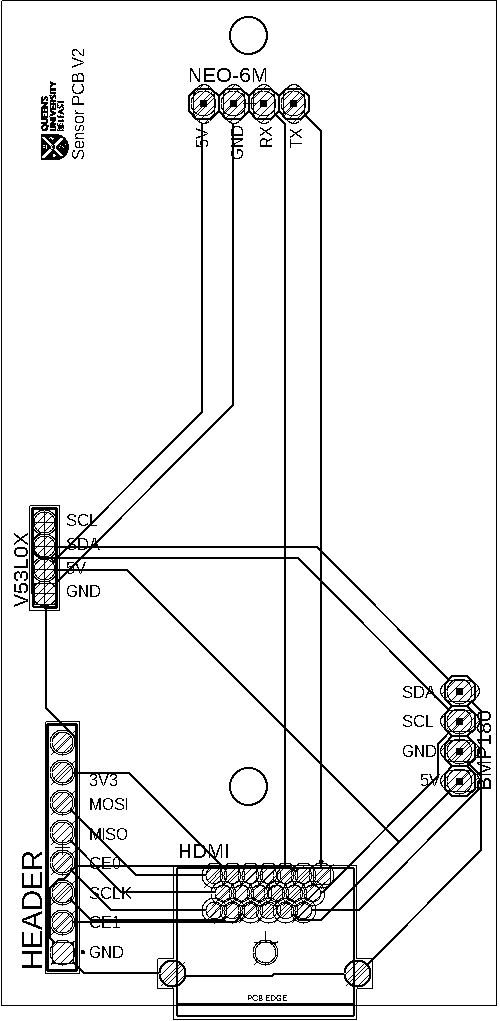 NEO-6M
5V
GND
RX
TX
QUEEN'S
UNIVERSITY
BELFAST
Sensor PCB V2
V53L0X
SCL
SDA
5V
GND
SDA
SCL
GND
5V
BMP180
HEADER
3V3
MOSI
MISO
CE0
SCLK
CE1
GND
HDMI
PCB EDGE